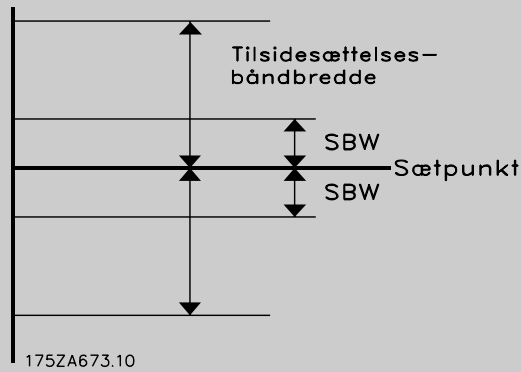 Tilsidesættelses-
båndbredde
SBW
Sætpunkt
SBW
175ZA673.10